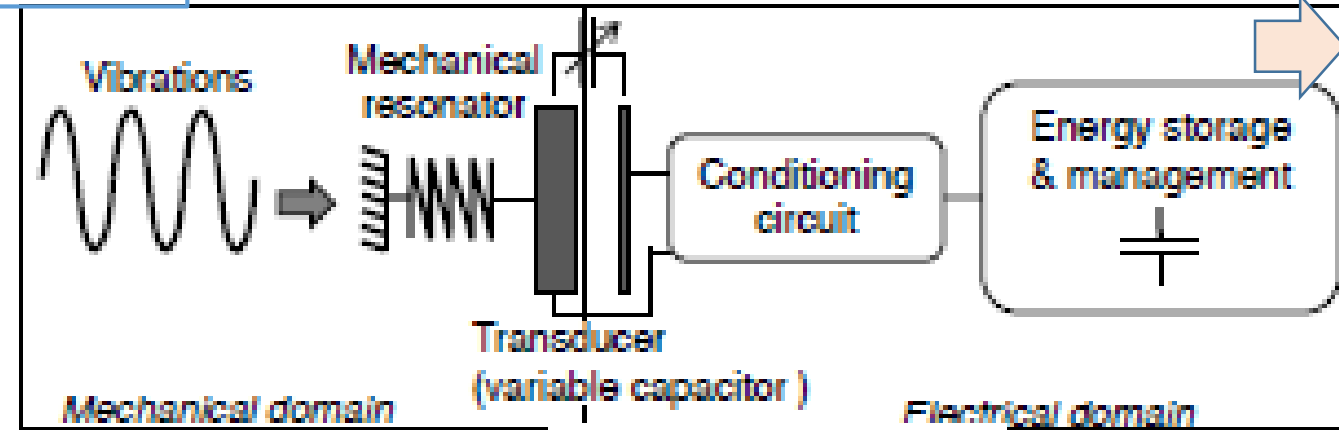 Vibrations
Mechanical
resonator
Conditioning
circuit
Energy storage
& management
Transducer
(variable capacitor )
Mechanical domain
Electrical domain